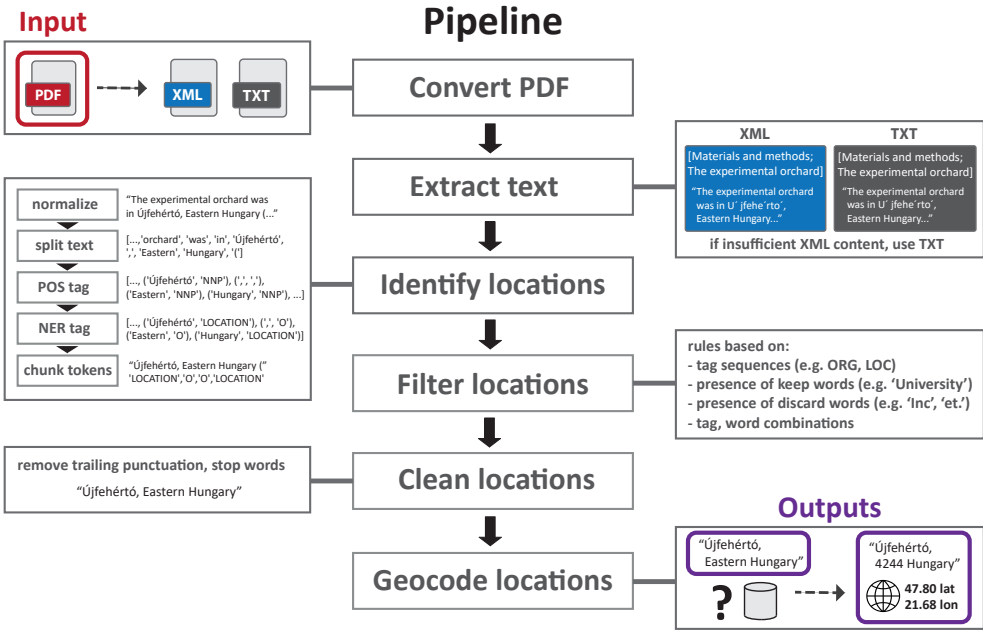 Input
Pipeline
PDF
XML
TXT
Convert PDF
Extract text
XML
TXT
[Materials and methods;
The experimental orchard]
“The experimental orchard
was in U´ jfehe´rto´,
Eastern Hungary...”
[Materials and methods;
The experimental orchard]
“The experimental orchard
was in U´ jfehe´rto´,
Eastern Hungary...”
if insufficient XML content, use TXT
normalize
“The experimental orchard was
in Újfehértó, Eastern Hungary (...”
split text
[...,'orchard', 'was', 'in', 'Újfehértó',
',', 'Eastern', 'Hungary', '(']
POS tag
[..., ('Újfehértó', 'NNP'), (',', ','),
('Eastern', 'NNP'), ('Hungary', 'NNP'), ...]
NER tag
[..., ('Újfehértó', 'LOCATION'), (',', 'O'),
('Eastern', 'O'), ('Hungary', 'LOCATION')]
chunk tokens
“Újfehértó, Eastern Hungary (”
'LOCATION','O','O','LOCATION'
Identify locations
Filter locations
rules based on:
- tag sequences (e.g. ORG, LOC)
- presence of keep words (e.g. ‘University’)
- presence of discard words (e.g. ‘Inc’, ‘et.’)
- tag, word combinations
remove trailing punctuation, stop words
“Újfehértó, Eastern Hungary”
Clean locations
Geocode locations
Outputs
“Újfehértó,
Eastern Hungary”
?
“Újfehértó,
4244 Hungary”
47.80 lat
21.68 lon